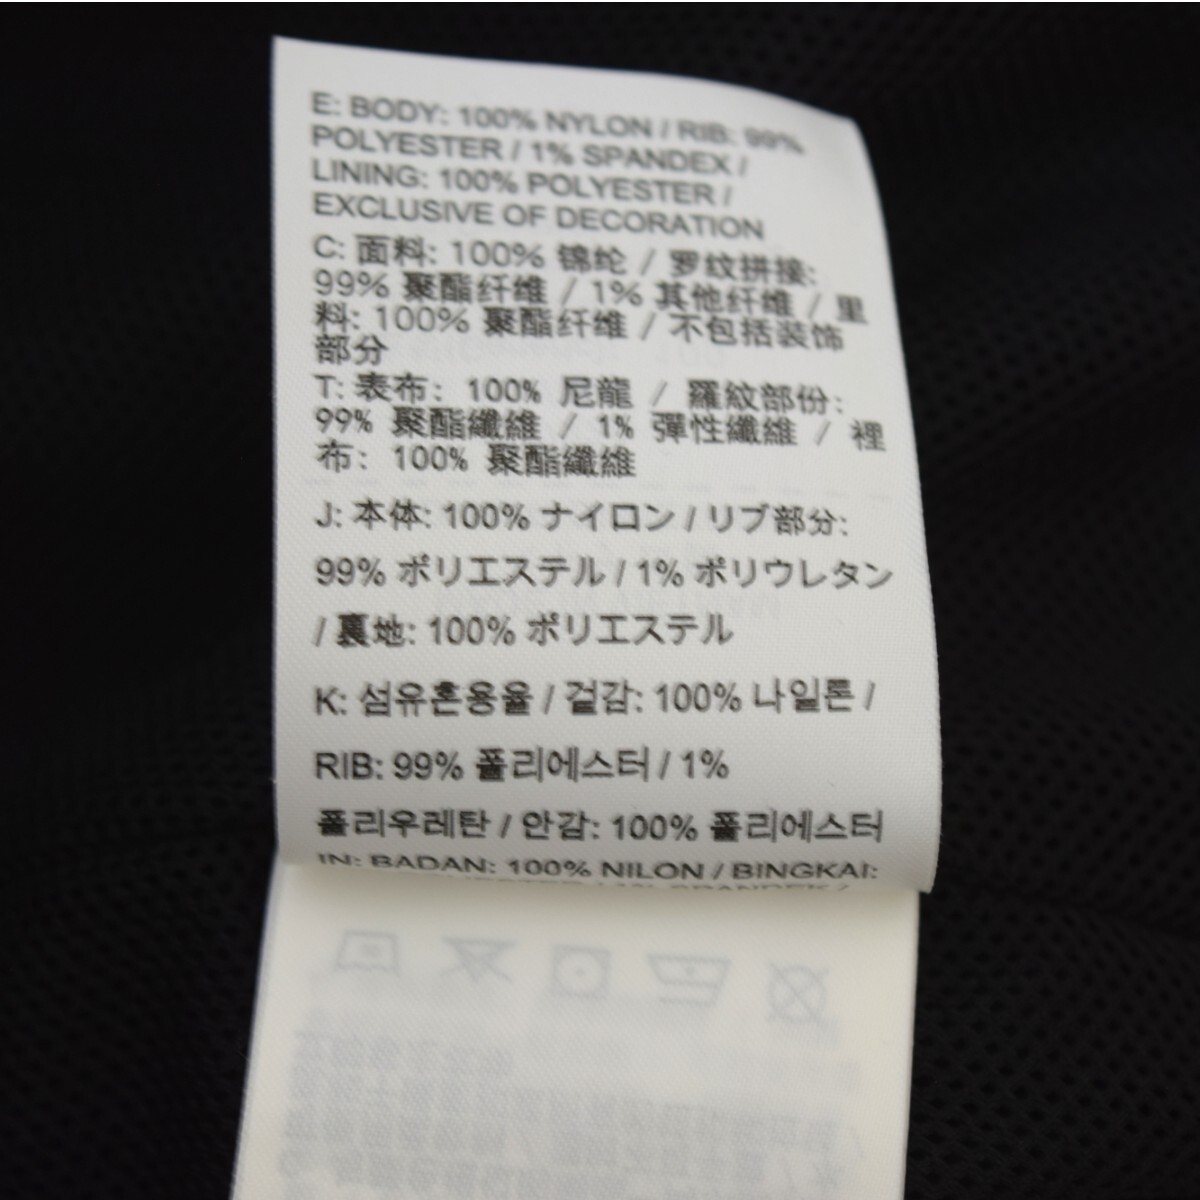 E: BODY: 100% NYLON / RIB: 99%
POLYESTER / 1% SPANDEX /
LINING: 100% POLYESTER /
EXCLUSIVE OF DECORATION
C: 面料: 100% 锦纶 / 罗纹拼接:
99% 聚酯纤维 / 1% 其他纤维 / 里
料: 100% 聚酯纤维 / 不包括装饰
部分
T: 表布: 100% 尼龍 / 羅紋部份:
99% 聚酯纖維 / 1% 彈性纖維 / 裡
布: 100% 聚酯纖維
J: 本体: 100% ナイロン / リブ部分:
99% ポリエステル / 1% ポリウレタン
/ 裏地: 100% ポリエステル
K: 섬유혼용율 / 겉감: 100% 나일론 /
RIB: 99% 폴리에스터 / 1%
폴리우레탄 / 안감: 100% 폴리에스터
IN: BADAN: 100% NILON / BINGKAI: